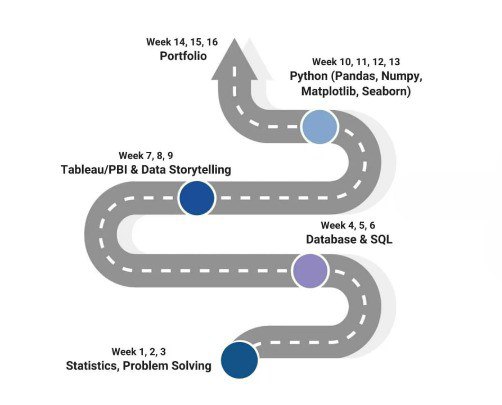 Week 14, 15, 16
Portfolio
Week 10, 11, 12, 13
Python (Pandas, Numpy,
Matplotlib, Seaborn)
Week 7, 8, 9
Tableau/PBI & Data Storytelling
Week 4, 5, 6
Database & SQL
Week 1, 2, 3
Statistics, Problem Solving